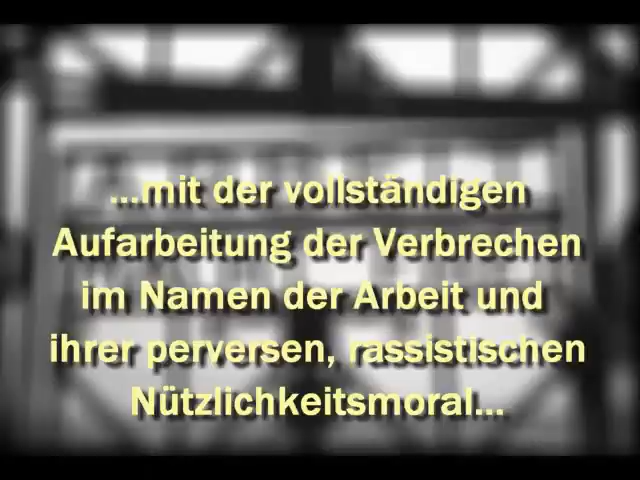 ...mit der vollständigen
Aufarbeitung der Verbrechen
im Namen der Arbeit und
ihrer perversen, rassistischen
Nützlichkeitsmoral...